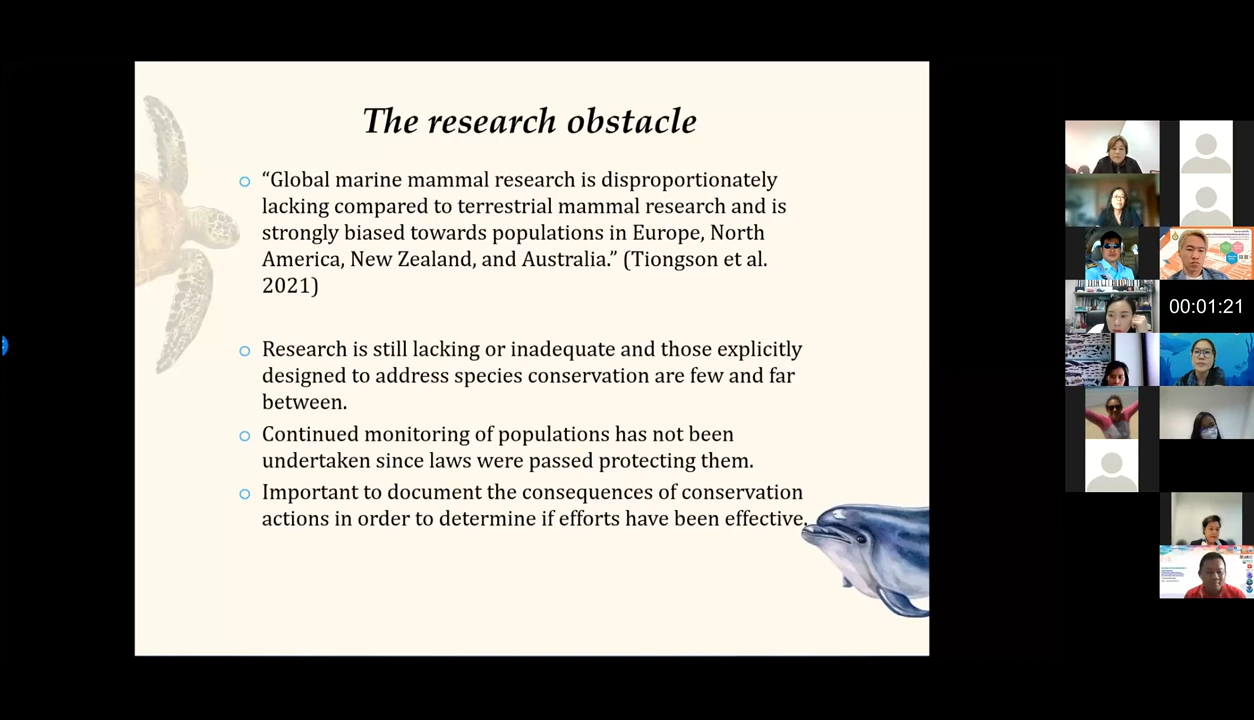 The research obstacle
“Global marine mammal research is disproportionately
lacking compared to terrestrial mammal research and is
strongly biased towards populations in Europe, North
America, New Zealand, and Australia.” (Tiongson et al.
2021)
Research is still lacking or inadequate and those explicitly
designed to address species conservation are few and far
between.
Continued monitoring of populations has not been
undertaken since laws were passed protecting them.
Important to document the consequences of conservation
actions in order to determine if efforts have been effective.
00:01:21